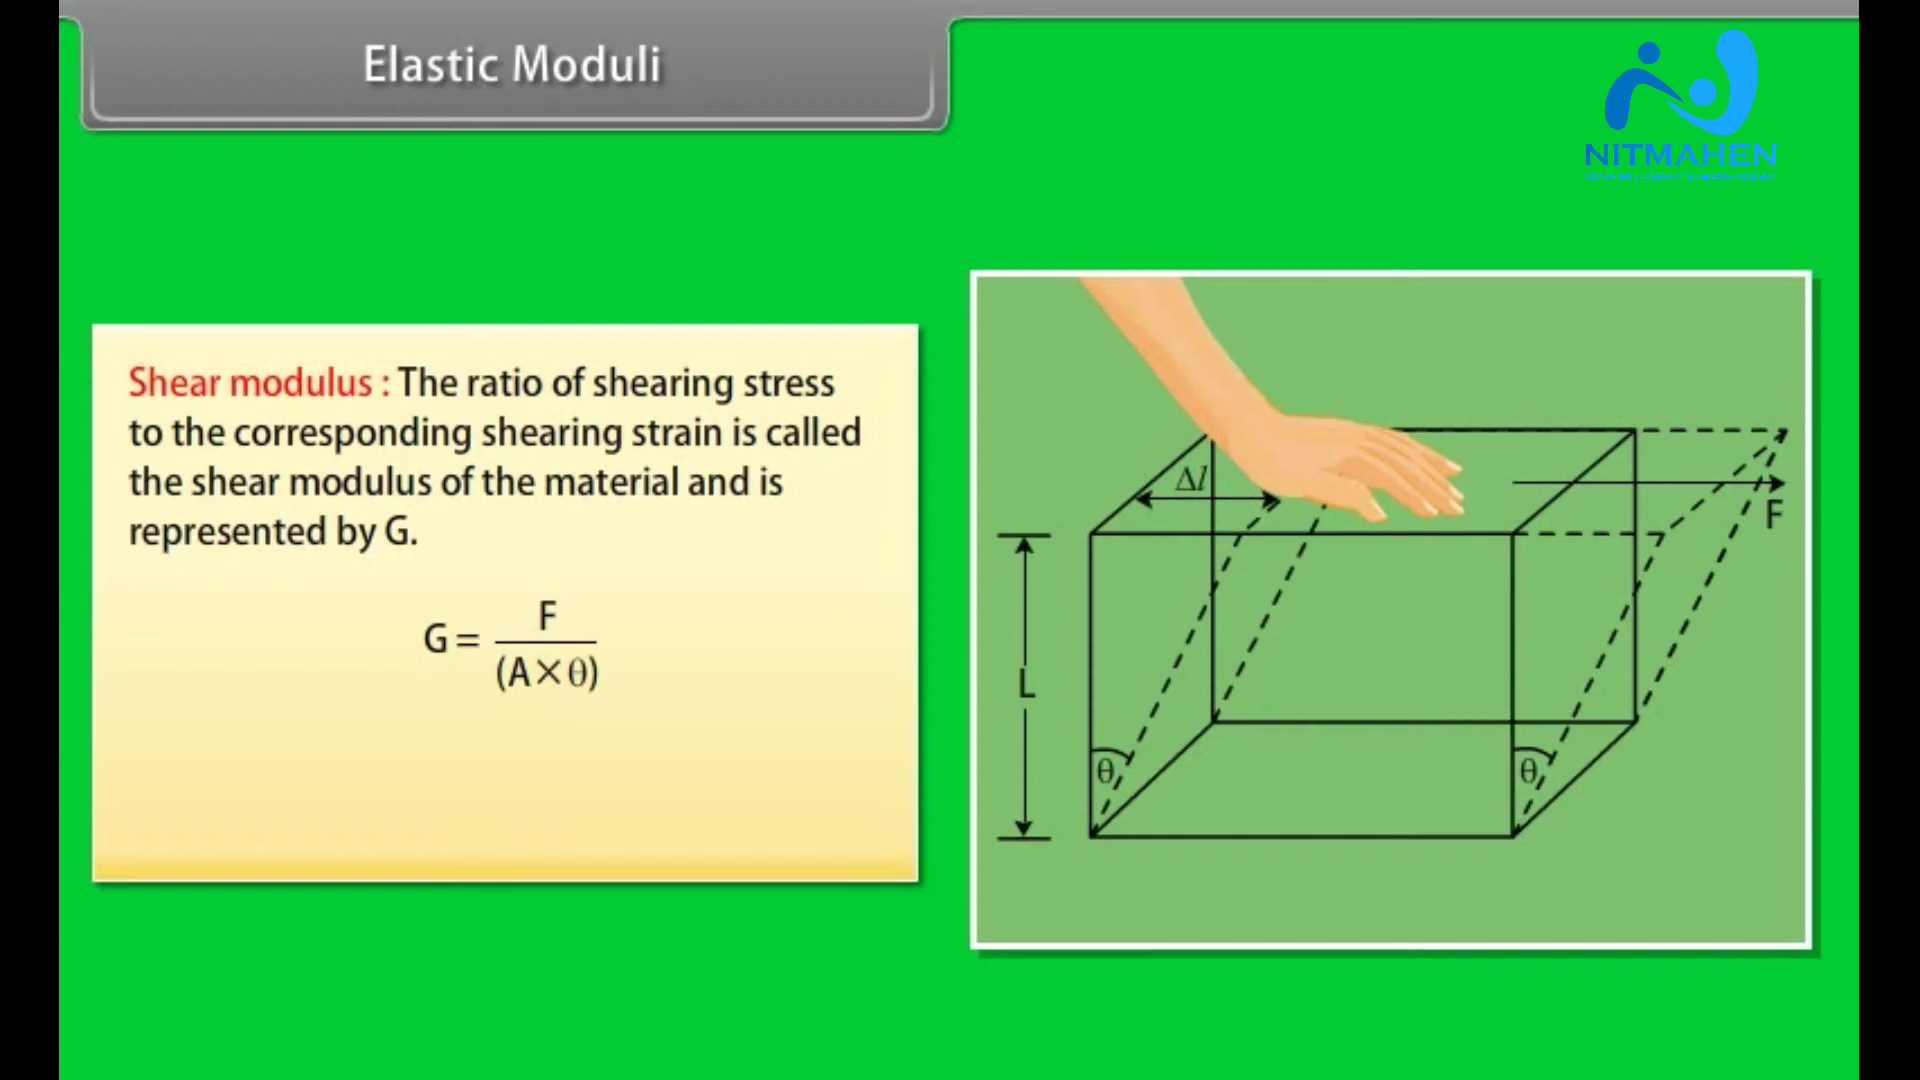 Elastic Moduli
NITMAHEN
Shear modulus : The ratio of shearing stress
to the corresponding shearing strain is called
the shear modulus of the material and is
represented by G.
G = F
(A×θ)
Δl
F
L
θ
θ